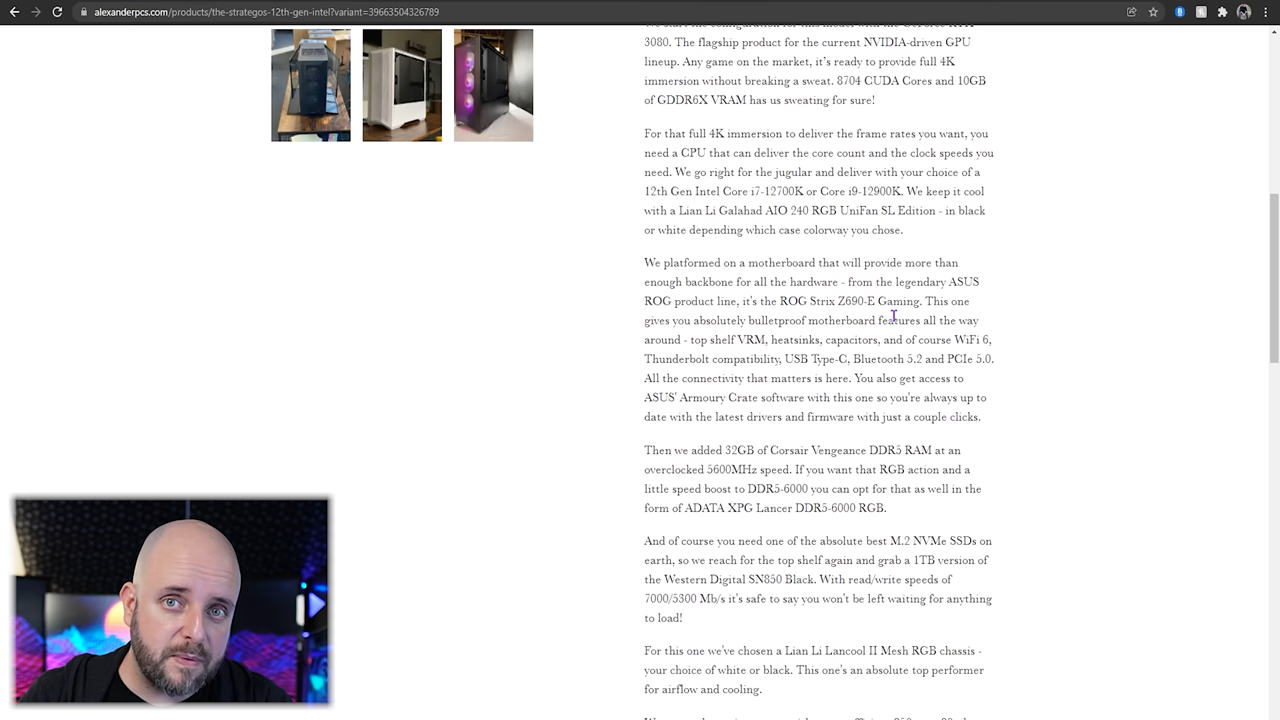 alexanderpcs.com/products/the-strategos-12th-gen-intel?variant=39663504326789
3080. The flagship product for the current NVIDIA-driven GPU
lineup. Any game on the market, it's ready to provide full 4K
immersion without breaking a sweat. 8704 CUDA Cores and 10GB
of GDDR6X VRAM has us sweating for sure!
For that full 4K immersion to deliver the frame rates you want, you
need a CPU that can deliver the core count and the clock speeds you
need. We go right for the jugular and deliver with your choice of a
12th Gen Intel Core i7-12700K or Core i9-12900K. We keep it cool
with a Lian Li Galahad AIO 240 RGB UniFan SL Edition - in black
or white depending which case colorway you chose.
We platformed on a motherboard that will provide more than
enough backbone for all the hardware - from the legendary ASUS
ROG product line, it's the ROG Strix Z690-E Gaming. This one
gives you absolutely bulletproof motherboard features all the way
around - top shelf VRM, heatsinks, capacitors, and of course WiFi 6,
Thunderbolt compatibility, USB Type-C, Bluetooth 5.2 and PCIe 5.0.
All the connectivity that matters is here. You also get access to
ASUS' Armoury Crate software with this one so you're always up to
date with the latest drivers and firmware with just a couple clicks.
Then we added 32GB of Corsair Vengeance DDR5 RAM at an
overclocked 5600MHz speed. If you want that RGB action and a
little speed boost to DDR5-6000 you can opt for that as well in the
form of ADATA XPG Lancer DDR5-6000 RGB.
And of course you need one of the absolute best M.2 NVMe SSDs on
earth, so we reach for the top shelf again and grab a 1TB version of
the Western Digital SN850 Black. With read/write speeds of
7000/5300 Mb/s it's safe to say you won't be left waiting for anything
to load!
For this one we've chosen a Lian Li Lancool II Mesh RGB chassis -
your choice of white or black. This one's an absolute top performer
for airflow and cooling.